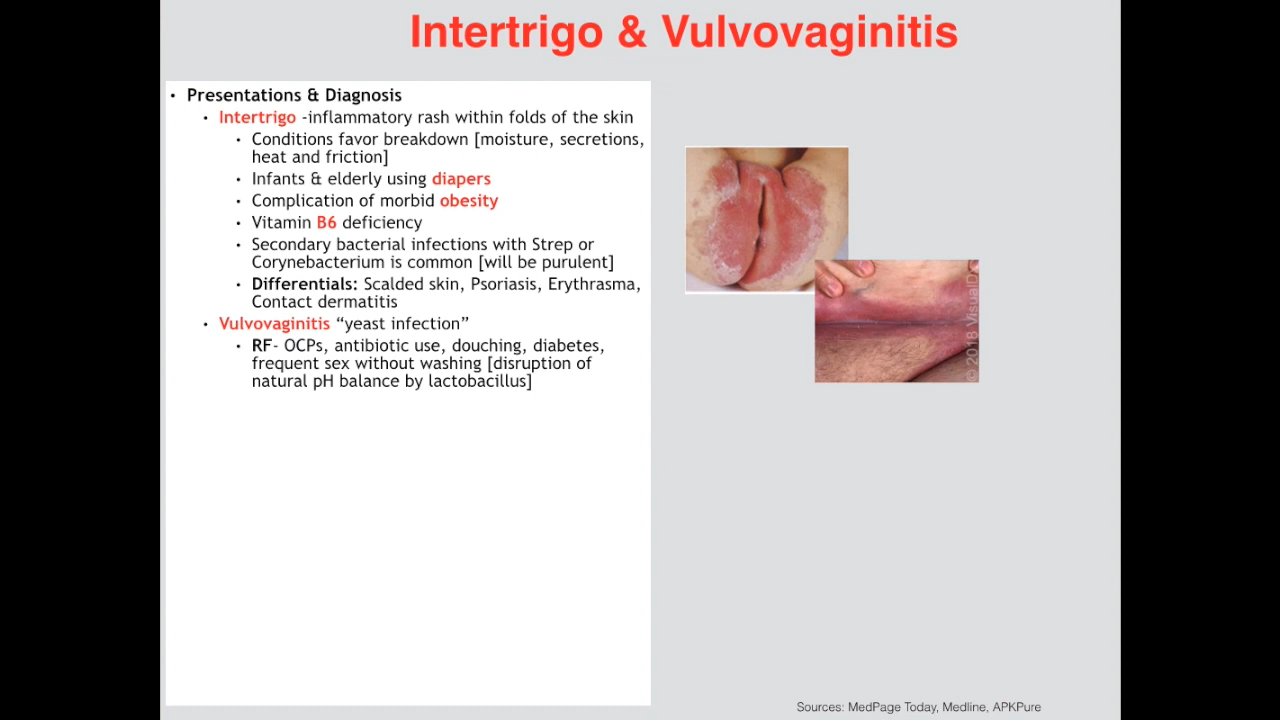 Intertrigo & Vulvovaginitis
• Presentations & Diagnosis
• Intertrigo -inflammatory rash within folds of the skin
• Conditions favor breakdown [moisture, secretions,
heat and friction]
• Infants & elderly using diapers
• Complication of morbid obesity
• Vitamin B6 deficiency
• Secondary bacterial infections with Strep or
Corynebacterium is common [will be purulent]
• Differentials: Scalded skin, Psoriasis, Erythrasma,
Contact dermatitis
• Vulvovaginitis “yeast infection”
• RF- OCPs, antibiotic use, douching, diabetes,
frequent sex without washing [disruption of
natural pH balance by lactobacillus]
© 2018 VisualD
Sources: MedPage Today, Medline, APKPure